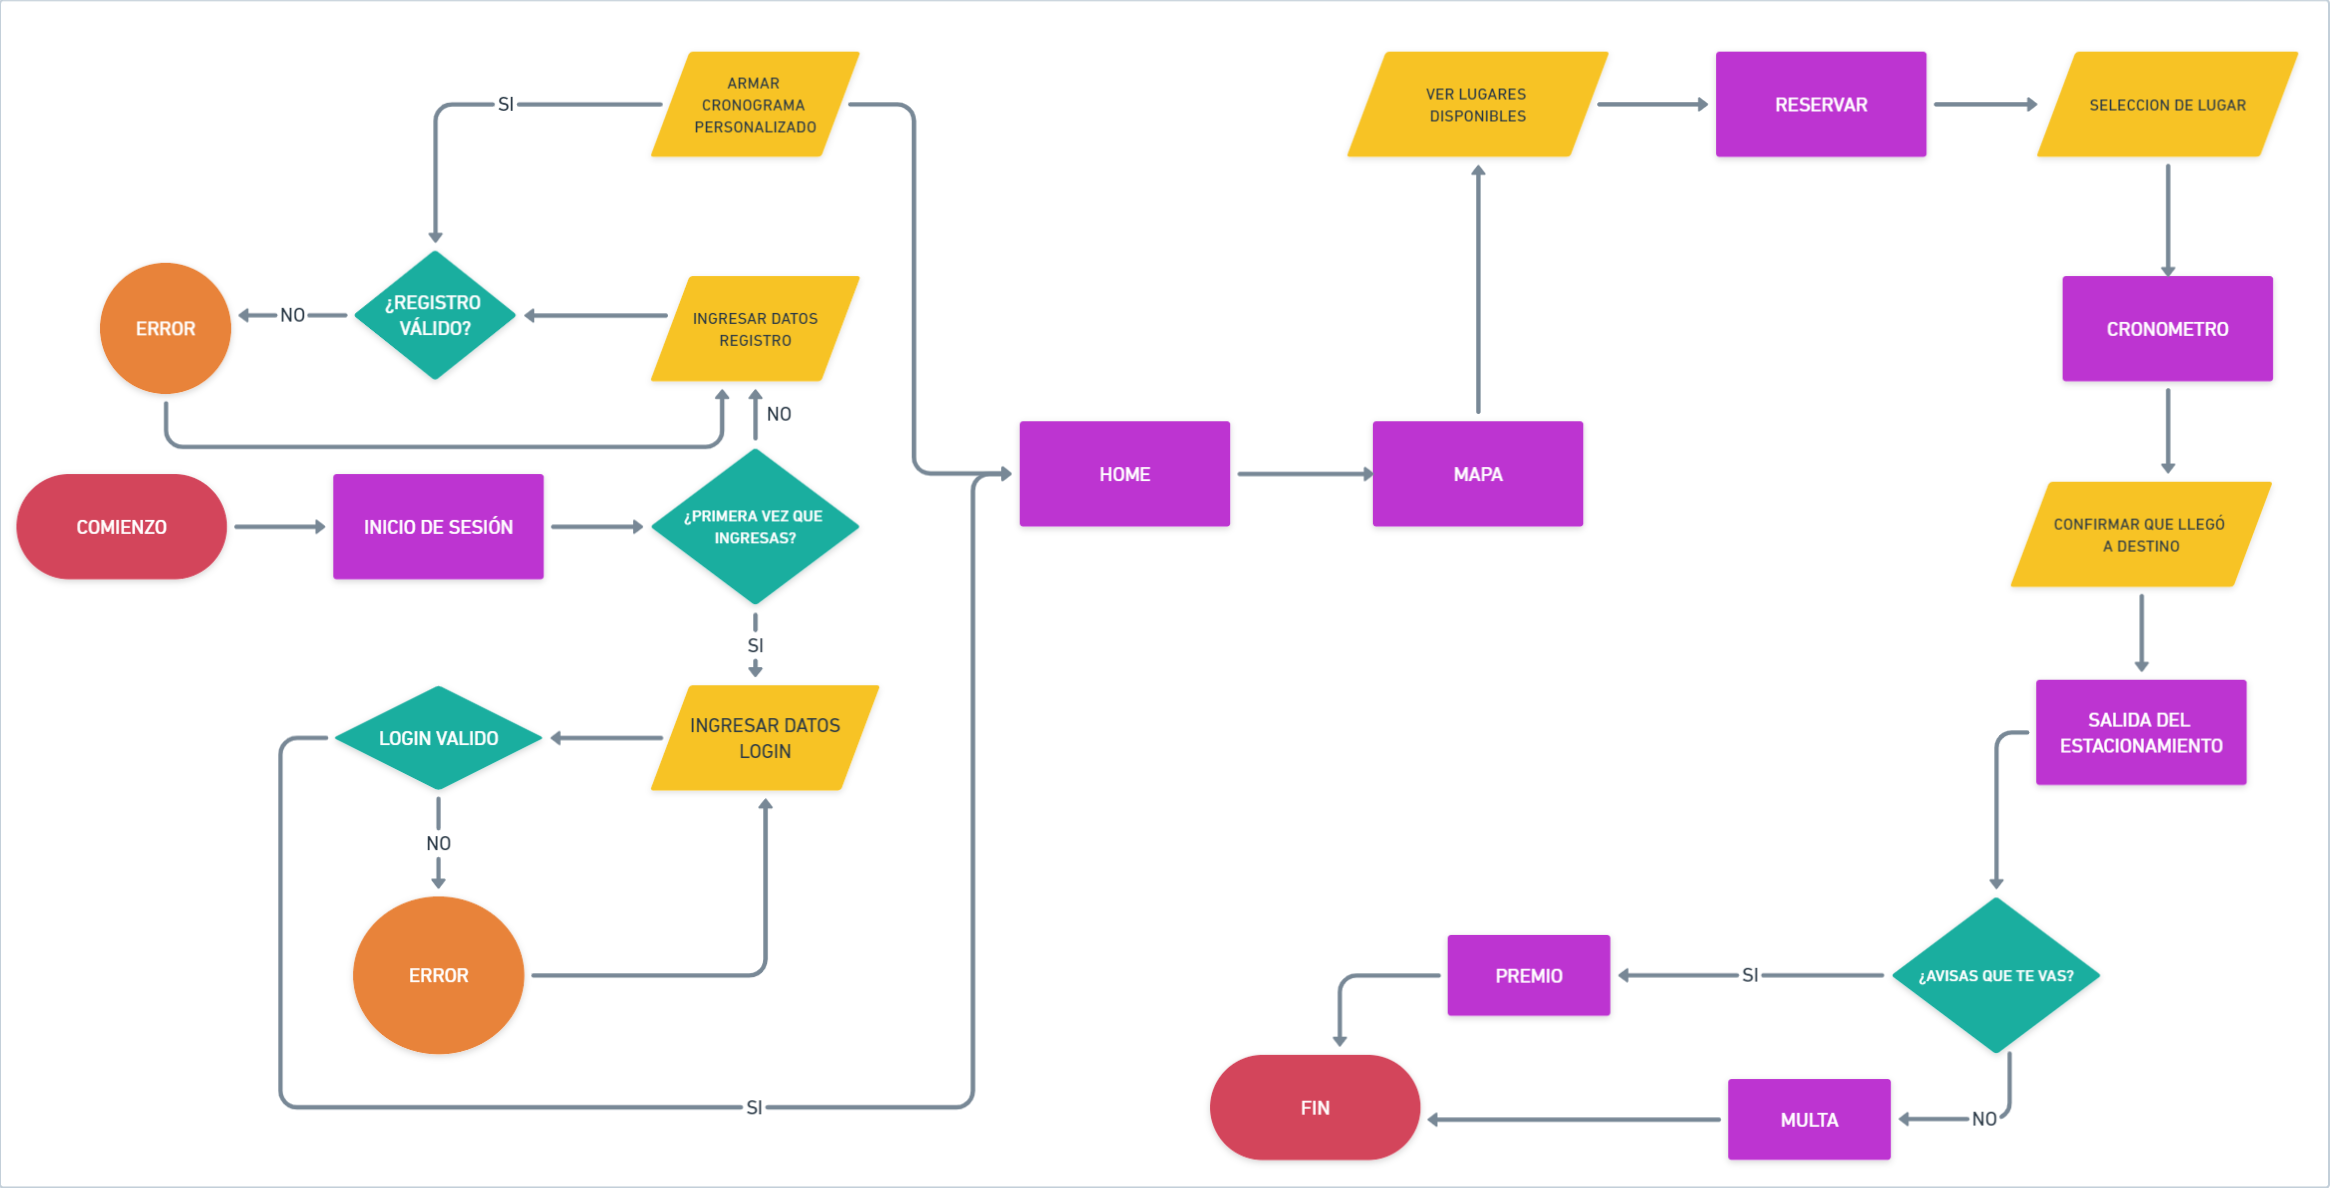 ARMAR
CRONOGRAMA
PERSONALIZADO
SI
VER LUGARES
DISPONIBLES
RESERVAR
SELECCION DE LUGAR
¿REGISTRO
VÁLIDO?
NO
ERROR
INGRESAR DATOS
REGISTRO
CRONOMETRO
NO
COMIENZO
INICIO DE SESIÓN
¿PRIMERA VEZ QUE
INGRESAS?
HOME
MAPA
CONFIRMAR QUE LLEGÓ
A DESTINO
SI
LOGIN VALIDO
INGRESAR DATOS
LOGIN
SALIDA DEL
ESTACIONAMIENTO
NO
ERROR
PREMIO
SI
¿AVISAS QUE TE VAS?
SI
FIN
MULTA
NO